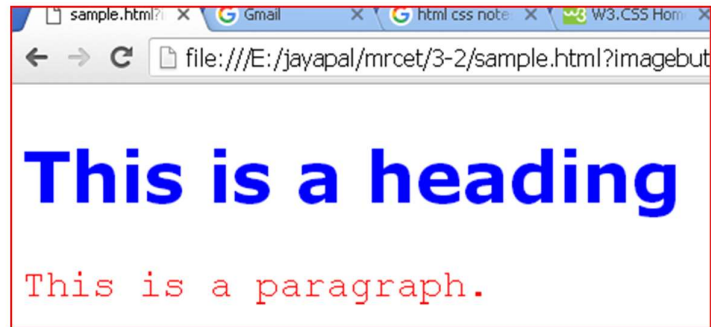 sample.html?i Gmail html css note W3.CSS Hom
file:///E:/jayapal/mrcet/3-2/sample.html?imagebut
This is a heading
This is a paragraph.